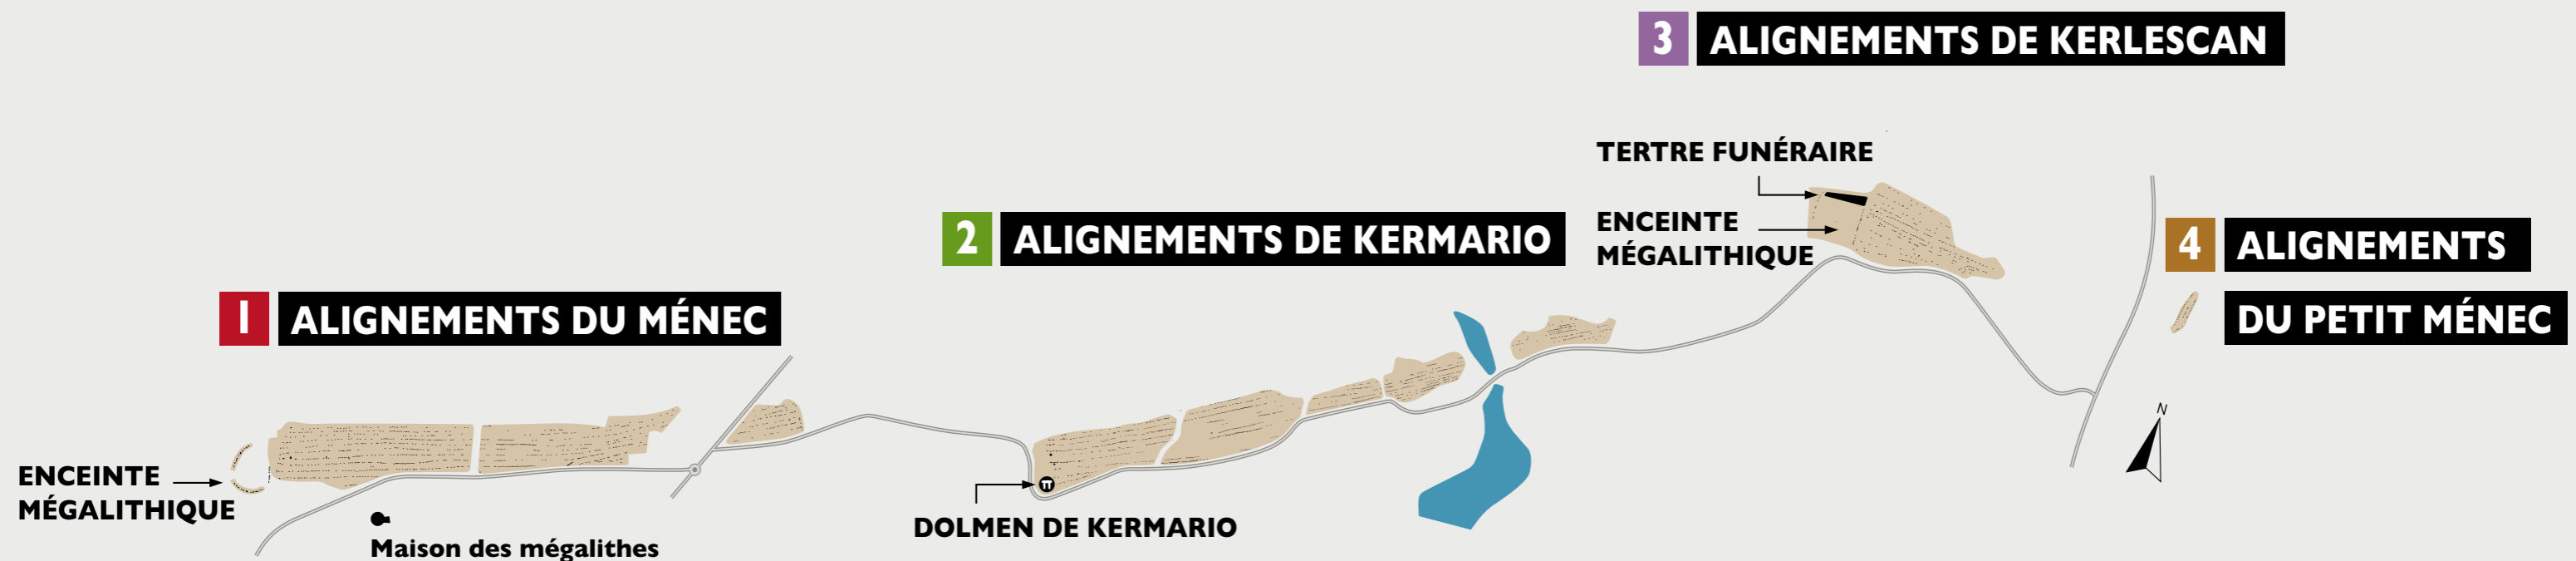 3 ALIGNEMENTS DE KERLESCAN
TERTRE FUNÉRAIRE
ENCEINTE
MÉGALITHIQUE
2 ALIGNEMENTS DE KERMARIO
4 ALIGNEMENTS
DU PETIT MÉNEC
1 ALIGNEMENTS DU MÉNEC
N
ENCEINTE
MÉGALITHIQUE
DOLMEN DE KERMARIO
Maison des mégalithes